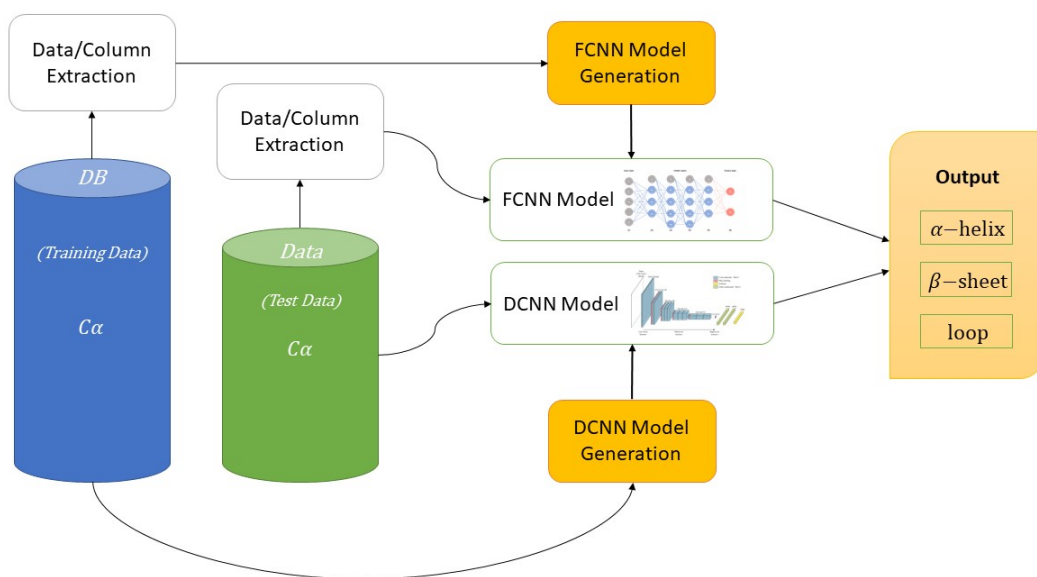 Data/Column
Extraction
FCNN Model
Generation
Data/Column
Extraction
DB
(Training Data)
Cα
Data
(Test Data)
Cα
FCNN Model
DCNN Model
DCNN Model
Generation
Output
α−helix
β−sheet
loop